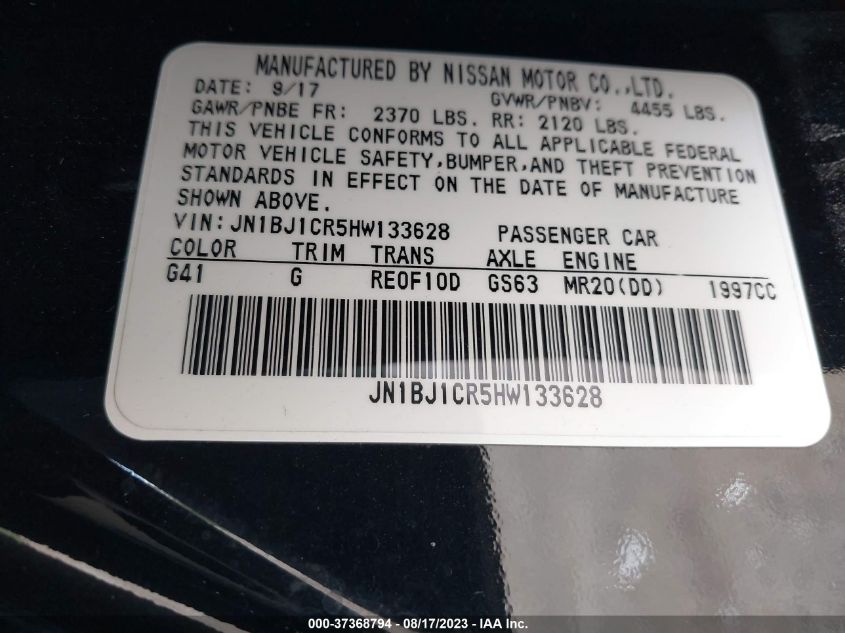 MANUFACTURED BY NISSAN MOTOR CO.,LTD.
DATE: 9/17 GVWR/PNBV: 4455 LBS.
GAWR/PNBE FR: 2370 LBS. RR: 2120 LBS.
THIS VEHICLE CONFORMS TO ALL APPLICABLE FEDERAL
MOTOR VEHICLE SAFETY,BUMPER,AND THEFT PREVENTION
STANDARDS IN EFFECT ON THE DATE OF MANUFACTURE
SHOWN ABOVE.
VIN:JN1BJ1CR5HW133628 PASSENGER CAR
COLOR TRIM TRANS AXLE ENGINE
G41 G RE0F10D GS63 MR20(DD) 1997CC
JN1BJ1CR5HW133628
000-37368794 - 08/17/2023 - IAA Inc.